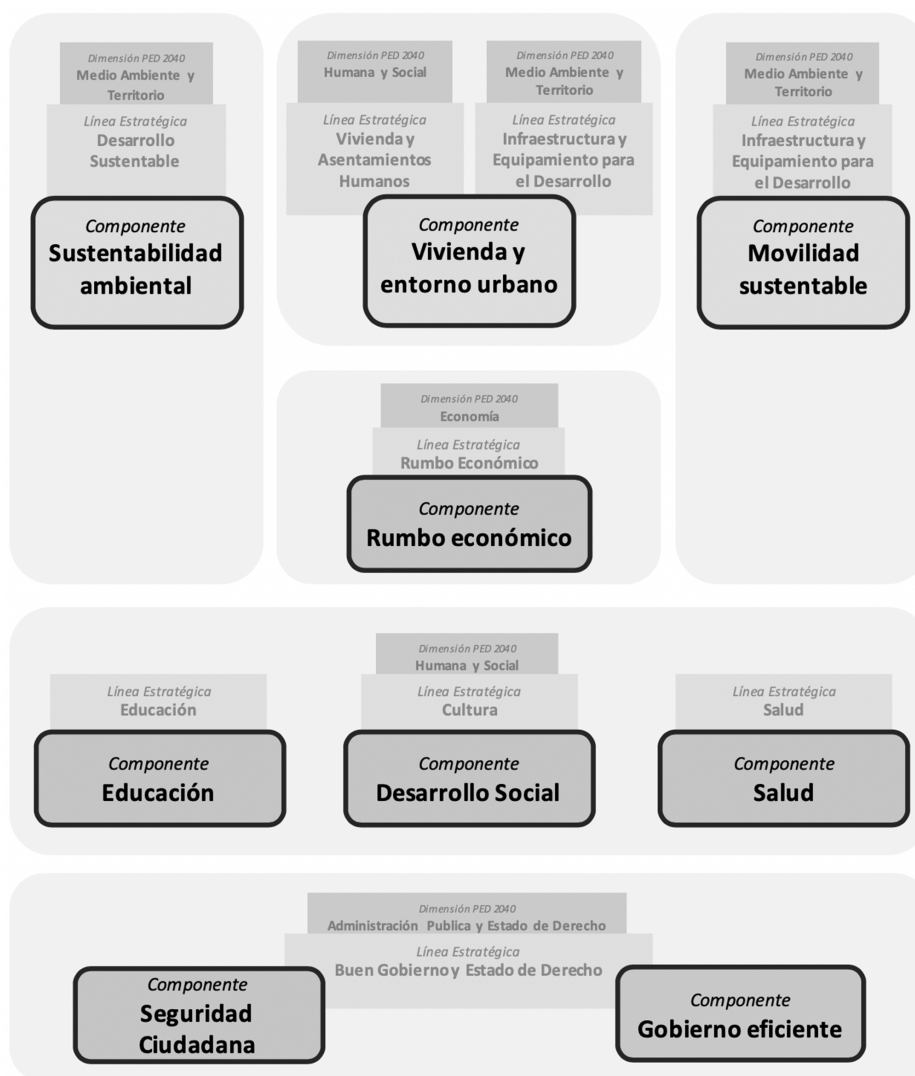 Dimensión PED 2040
Medio Ambiente y
Territorio
Línea Estratégica
Desarrollo
Sustentable
Componente
Sustentabilidad
ambiental
Dimensión PED 2040
Humana y Social
Línea Estratégica
Vivienda y
Asentamientos
Humanos
Dimensión PED 2040
Medio Ambiente y
Territorio
Línea Estratégica
Infraestructura y
Equipamiento para
el Desarrollo
Componente
Vivienda y
entorno urbano
Dimensión PED 2040
Medio Ambiente y
Territorio
Línea Estratégica
Infraestructura y
Equipamiento para
el Desarrollo
Componente
Movilidad
sustentable
Dimensión PED 2040
Economía
Línea Estratégica
Rumbo Económico
Componente
Rumbo económico
Dimensión PED 2040
Humana y Social
Línea Estratégica
Educación
Componente
Educación
Línea Estratégica
Cultura
Componente
Desarrollo Social
Línea Estratégica
Salud
Componente
Salud
Dimensión PED 2040
Administración Publica y Estado de Derecho
Línea Estratégica
Buen Gobierno y Estado de Derecho
Componente
Seguridad
Ciudadana
Componente
Gobierno eficiente